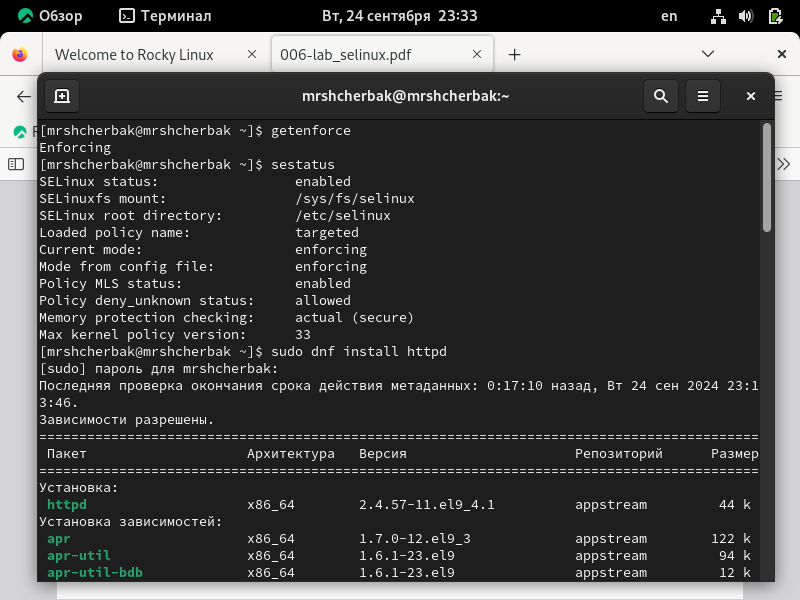 Обзор Терминал Вт, 24 сентября 23:33 en
Welcome to Rocky Linux × 006-lab_selinux.pdf × +
mrshcherbak@mrshcherbak:~
[mrshcherbak@mrshcherbak ~]$ getenforce
Enforcing
[mrshcherbak@mrshcherbak ~]$ sestatus
SELinux status: enabled
SELinuxfs mount: /sys/fs/selinux
SELinux root directory: /etc/selinux
Loaded policy name: targeted
Current mode: enforcing
Mode from config file: enforcing
Policy MLS status: enabled
Policy deny_unknown status: allowed
Memory protection checking: actual (secure)
Max kernel policy version: 33
[mrshcherbak@mrshcherbak ~]$ sudo dnf install httpd
[sudo] пароль для mrshcherbak:
Последняя проверка окончания срока действия метаданных: 0:17:10 назад, Вт 24 сен 2024 23:1
3:46.
Зависимости разрешены.
==========================================================================================
Пакет Архитектура Версия Репозиторий Размер
==========================================================================================
Установка:
httpd x86_64 2.4.57-11.el9_4.1 appstream 44 k
Установка зависимостей:
apr x86_64 1.7.0-12.el9_3 appstream 122 k
apr-util x86_64 1.6.1-23.el9 appstream 94 k
apr-util-bdb x86_64 1.6.1-23.el9 appstream 12 k